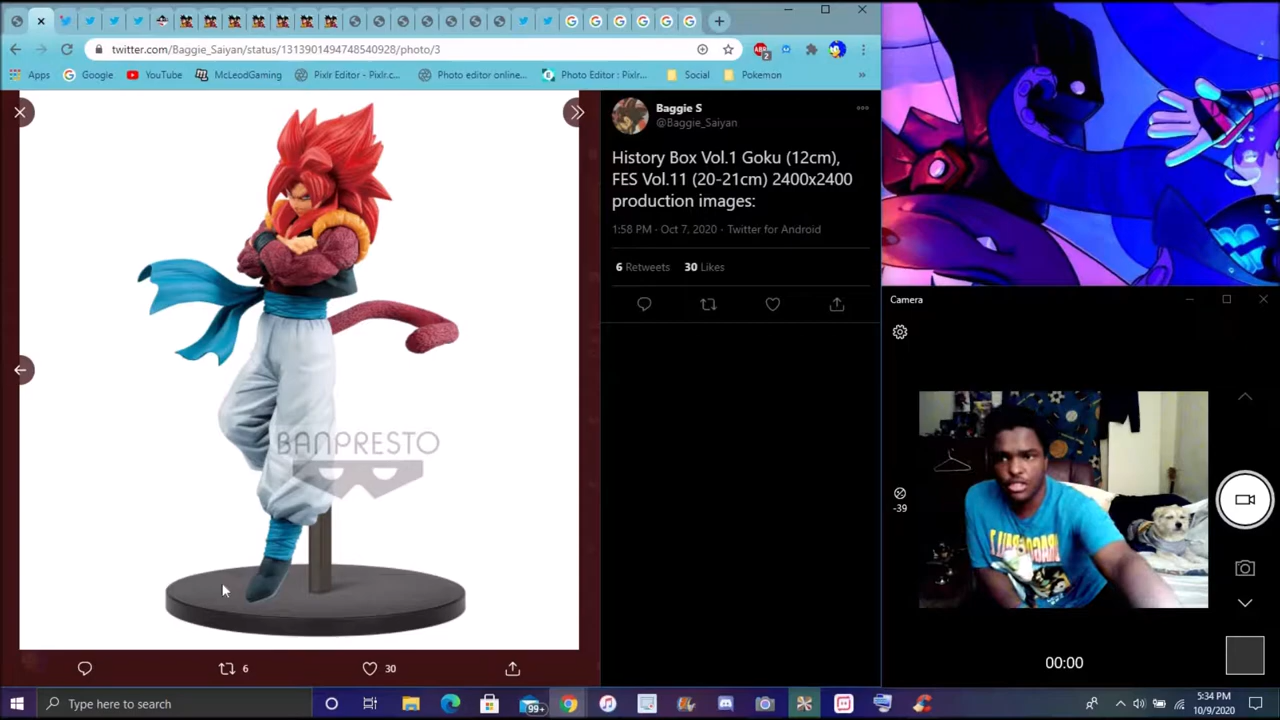 twitter.com/Baggie_Saiyan/status/1313901494748540928/photo/3
ABP
2
Apps
Google
YouTube
McLeodGaming
Pixlr Editor - Pixlr.c...
Photo editor online...
Photo Editor : Pixlr...
Social
Pokemon
Baggie S
@Baggie_Saiyan
History Box Vol.1 Goku (12cm),
FES Vol.11 (20-21cm) 2400x2400
production images:
1:58 PM · Oct 7, 2020 · Twitter for Android
6 Retweets 30 Likes
BANPRESTO
6
30
Camera
-39
00:00
Type here to search
99+
5:34 PM
10/9/2020